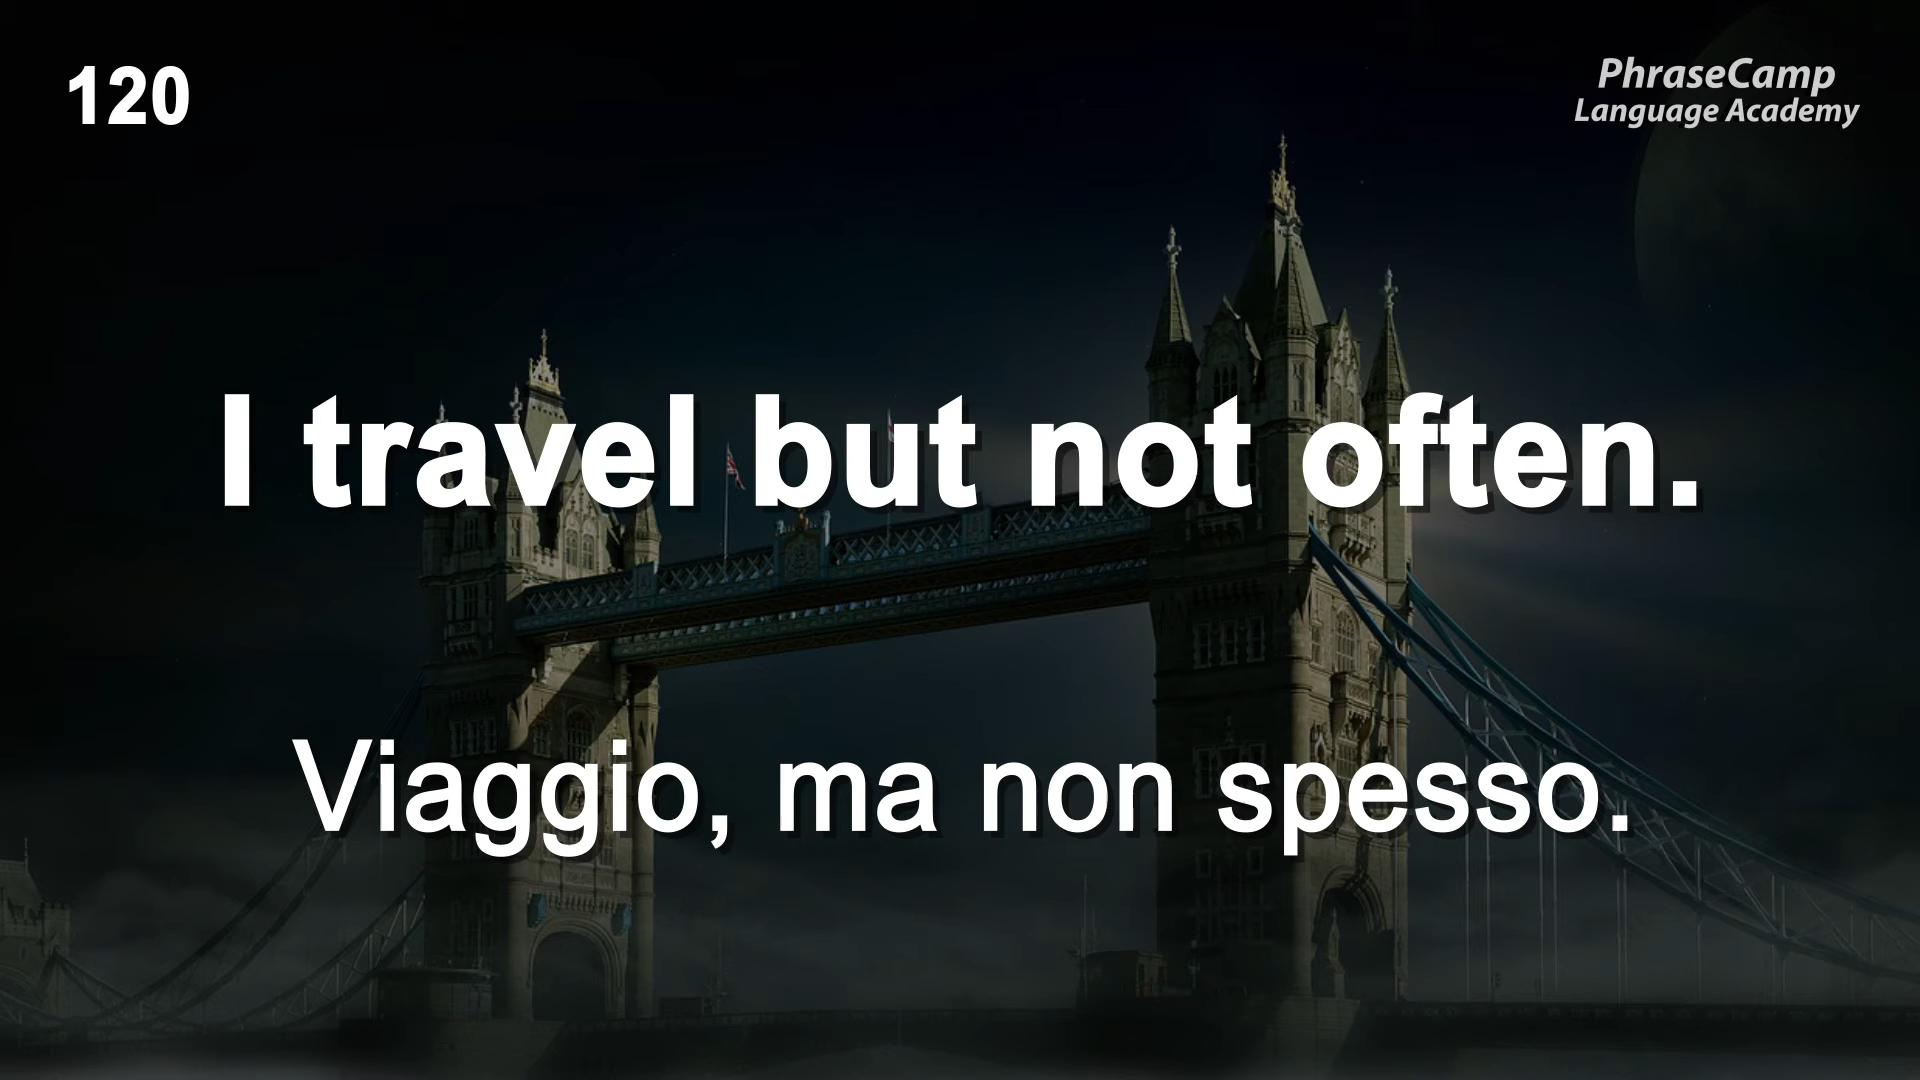 120
PhraseCamp
Language Academy
I travel but not often.
Viaggio, ma non spesso.